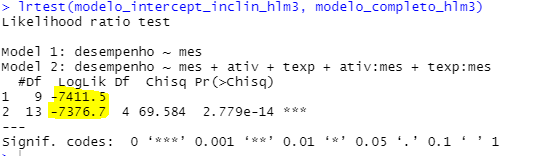 > lrtest(modelo_intercept_inclin_hlm3, modelo_completo_hlm3)
Likelihood ratio test

Model 1: desempenho ~ mes
Model 2: desempenho ~ mes + ativ + texp + ativ:mes + texp:mes
  #Df  LogLik Df  Chisq Pr(>Chisq)
1   9 -7411.5
2  13 -7376.7  4 69.584  2.779e-14 ***
---
Signif. codes:  0 ‘***’ 0.001 ‘**’ 0.01 ‘*’ 0.05 ‘.’ 0.1 ‘ ’ 1
>